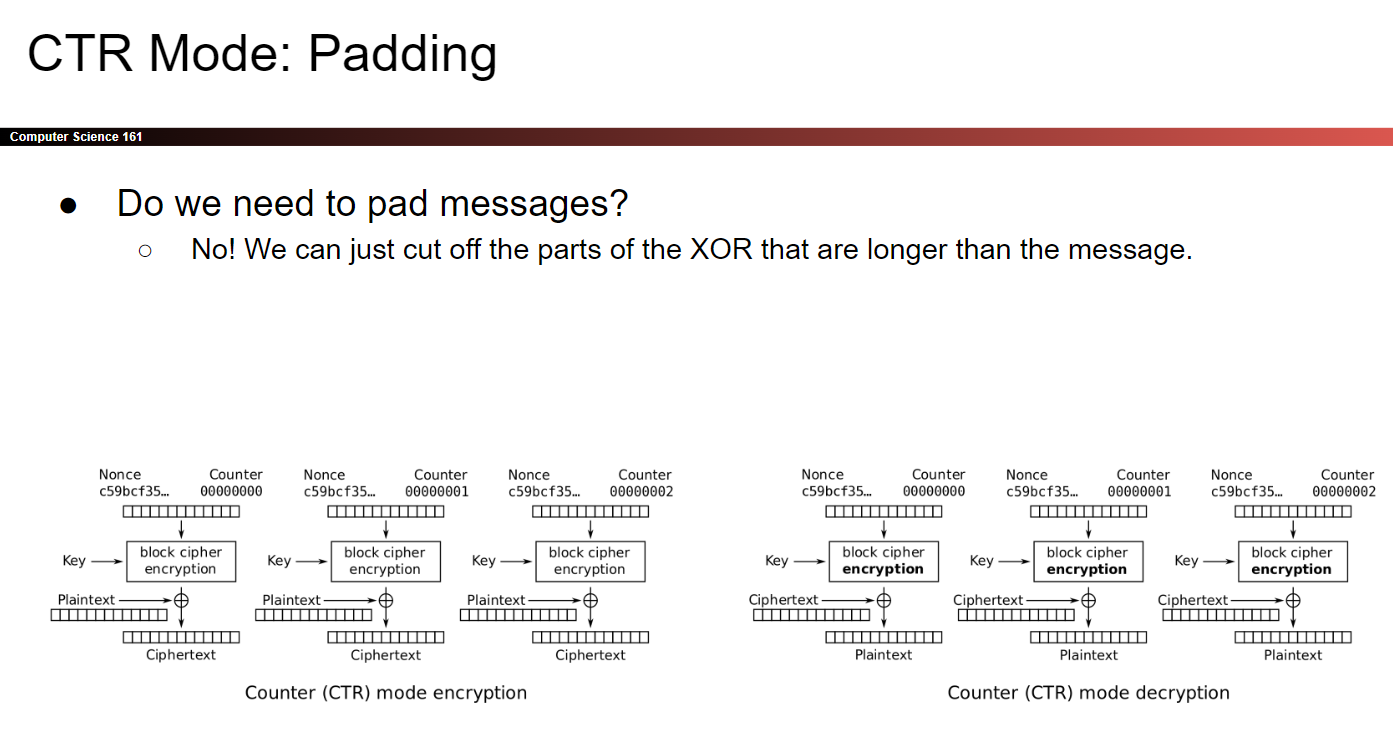 CTR Mode: Padding
Computer Science 161
● Do we need to pad messages?
○ No! We can just cut off the parts of the XOR that are longer than the message.
Nonce Counter Nonce Counter Nonce Counter
c59bcf35… 00000000 c59bcf35… 00000001 c59bcf35… 00000002
Key block cipher encryption Key block cipher encryption Key block cipher encryption
Plaintext Plaintext Plaintext
Ciphertext Ciphertext Ciphertext
Counter (CTR) mode encryption
Nonce Counter Nonce Counter Nonce Counter
c59bcf35… 00000000 c59bcf35… 00000001 c59bcf35… 00000002
Key block cipher encryption Key block cipher encryption Key block cipher encryption
Ciphertext Ciphertext Ciphertext
Plaintext Plaintext Plaintext
Counter (CTR) mode decryption